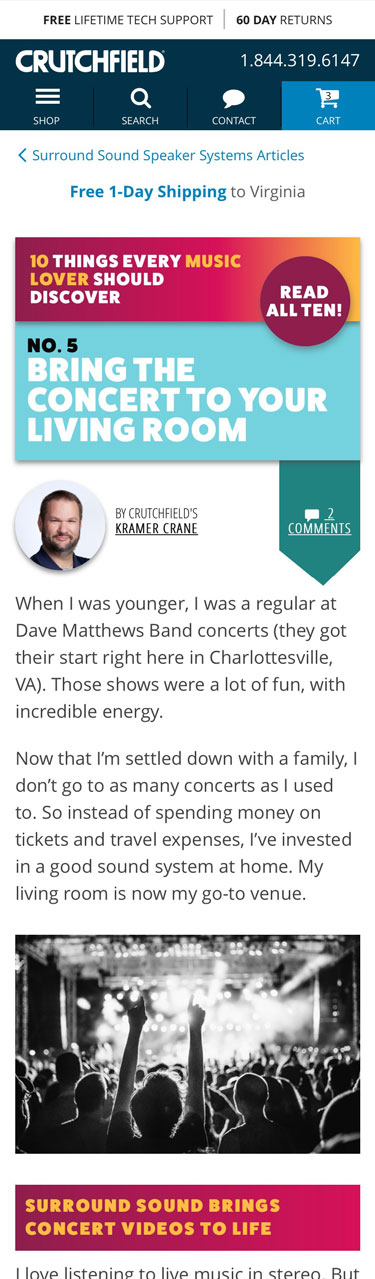 FREE LIFETIME TECH SUPPORT | 60 DAY RETURNS
CRUTCHFIELD® 1.844.319.6147
SHOP SEARCH CONTACT 3 CART
Surround Sound Speaker Systems Articles
Free 1-Day Shipping to Virginia
10 THINGS EVERY MUSIC
LOVER SHOULD
DISCOVER
READ
ALL TEN!
NO. 5
BRING THE
CONCERT TO YOUR
LIVING ROOM
BY CRUTCHFIELD'S
KRAMER CRANE
2
COMMENTS
When I was younger, I was a regular at
Dave Matthews Band concerts (they got
their start right here in Charlottesville,
VA). Those shows were a lot of fun, with
incredible energy.
Now that I’m settled down with a family, I
don’t go to as many concerts as I used
to. So instead of spending money on
tickets and travel expenses, I’ve invested
in a good sound system at home. My
living room is now my go-to venue.
SURROUND SOUND BRINGS
CONCERT VIDEOS TO LIFE
I love listening to live music in stereo. But